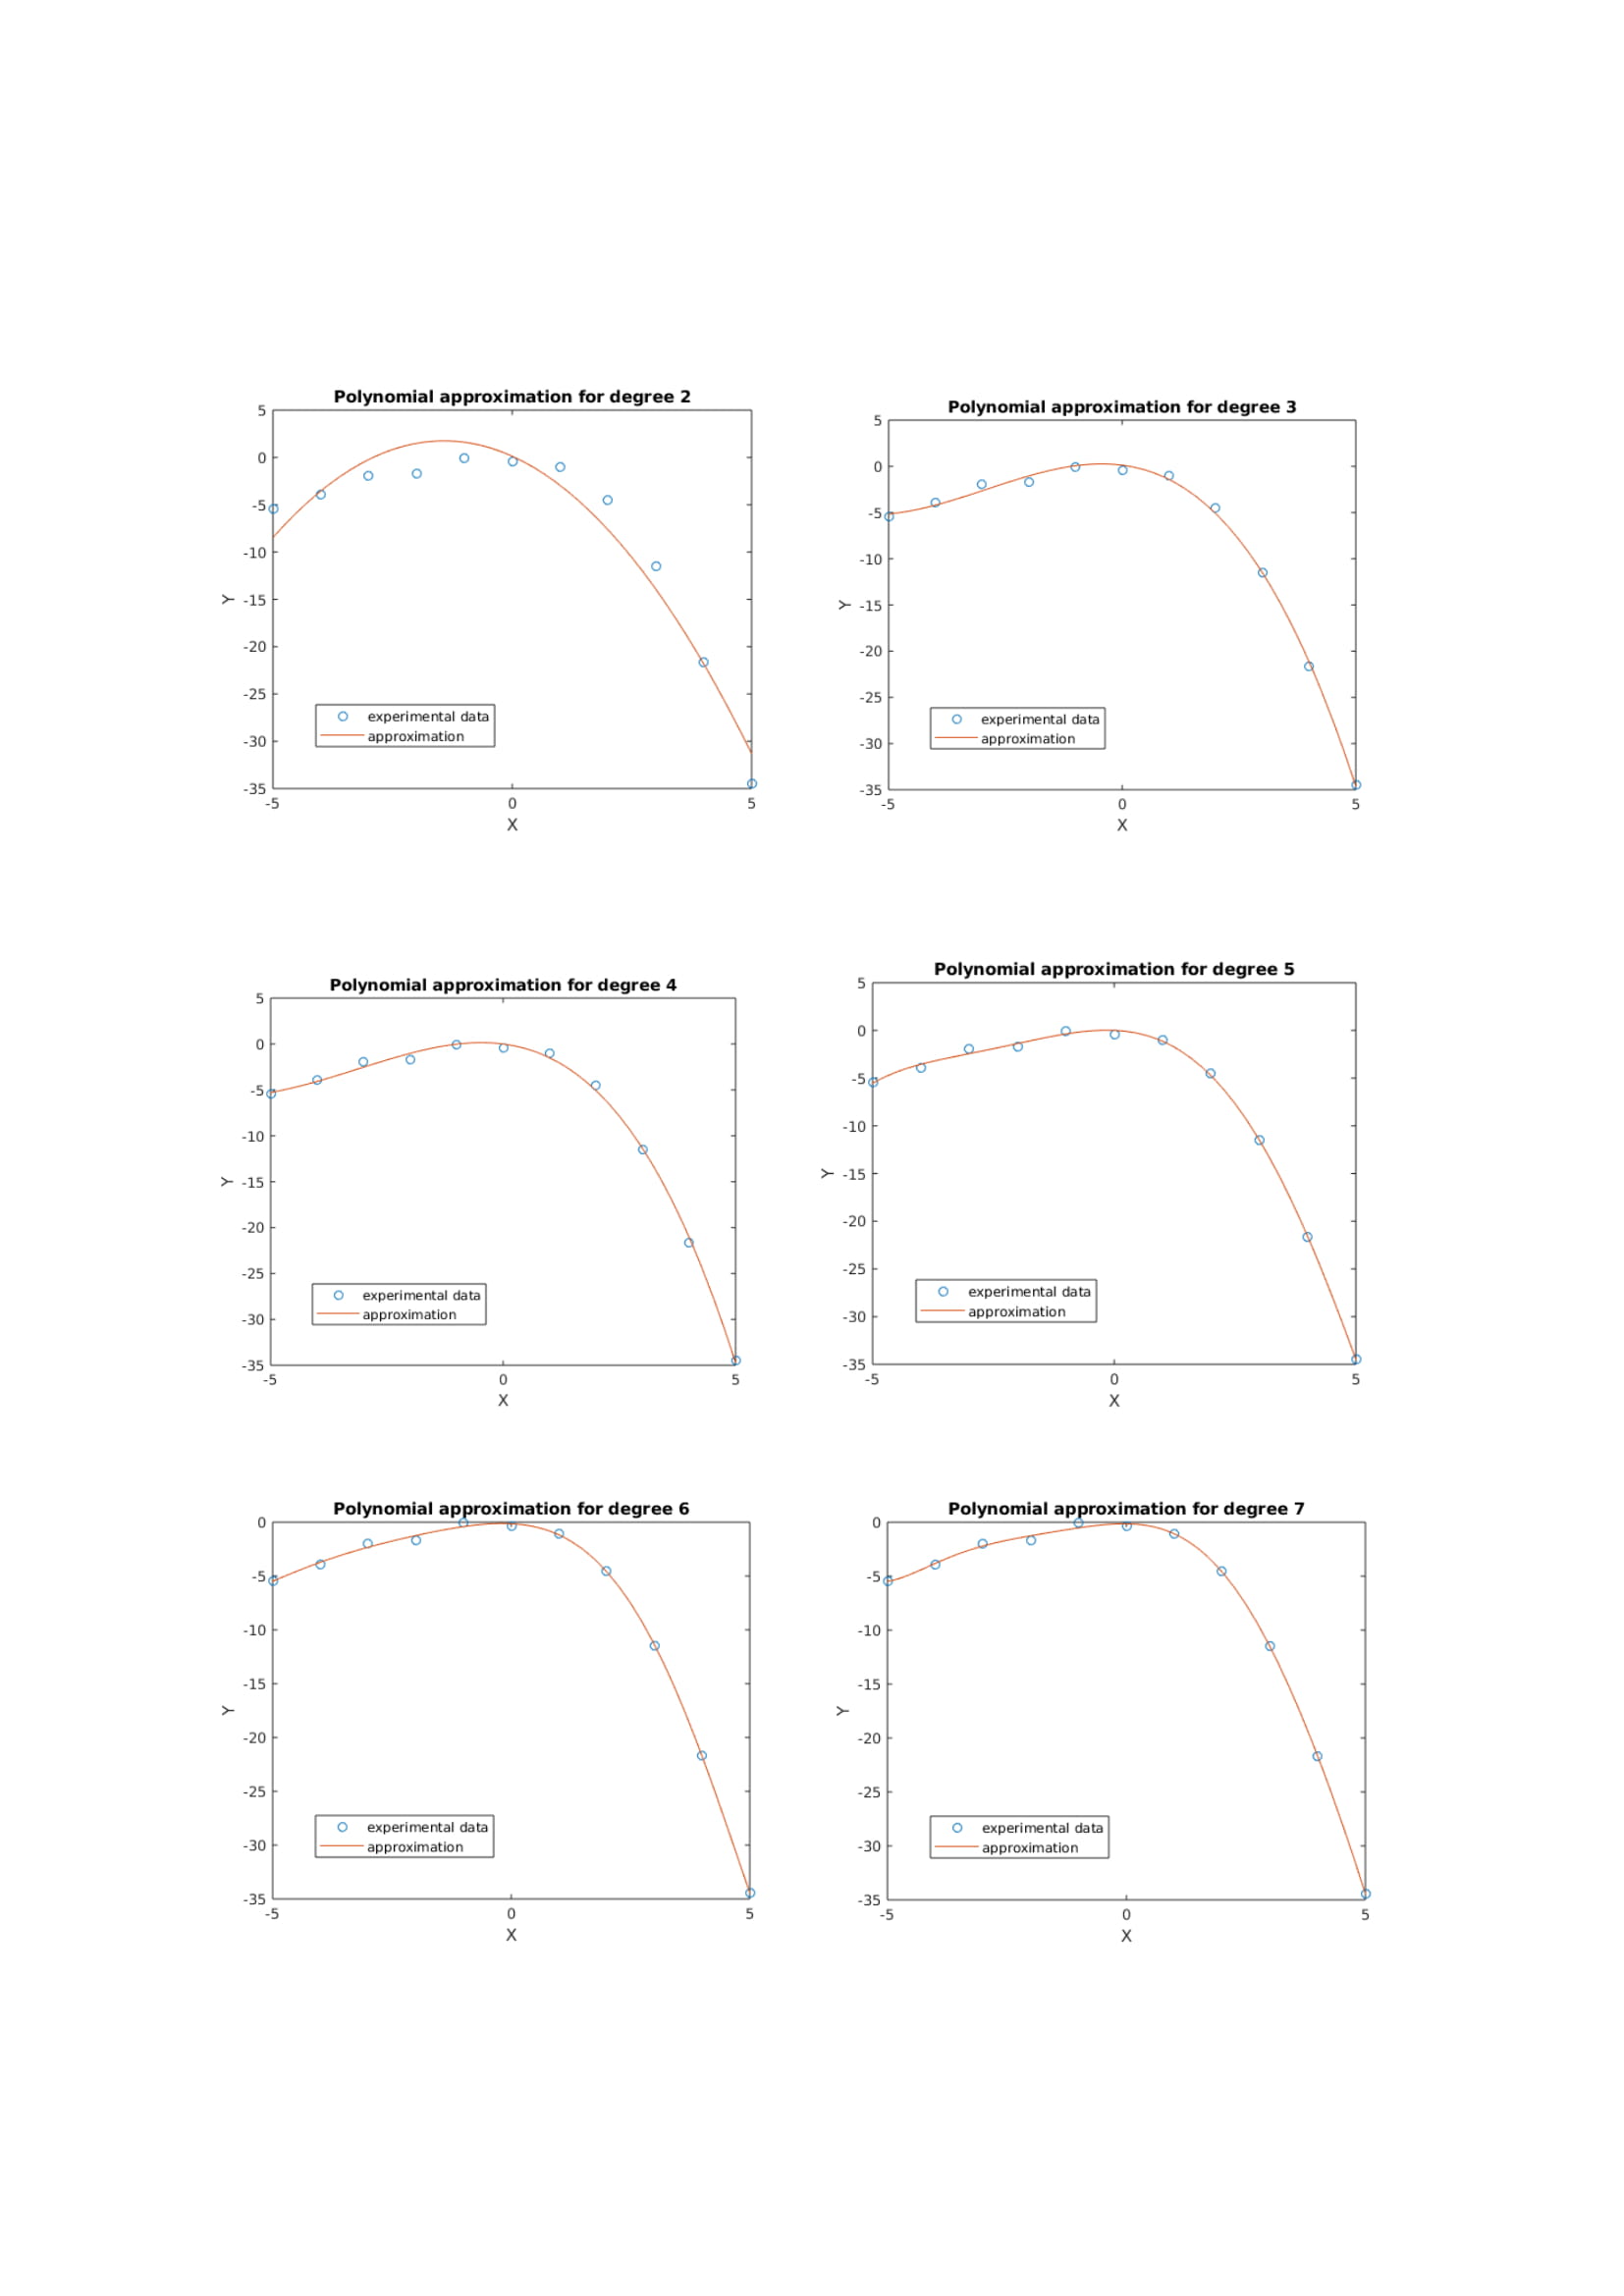 Polynomial approximation for degree 2
5
0
-5
-10
-15
-20
-25
-30
-35
Y
experimental data
approximation
-5 0 5
X
Polynomial approximation for degree 3
5
0
-5
-10
-15
-20
-25
-30
-35
Y
experimental data
approximation
-5 0 5
X
Polynomial approximation for degree 4
5
0
-5
-10
-15
-20
-25
-30
-35
Y
experimental data
approximation
-5 0 5
X
Polynomial approximation for degree 5
5
0
-5
-10
-15
-20
-25
-30
-35
Y
experimental data
approximation
-5 0 5
X
Polynomial approximation for degree 6
0
-5
-10
-15
-20
-25
-30
-35
Y
experimental data
approximation
-5 0 5
X
Polynomial approximation for degree 7
0
-5
-10
-15
-20
-25
-30
-35
Y
experimental data
approximation
-5 0 5
X